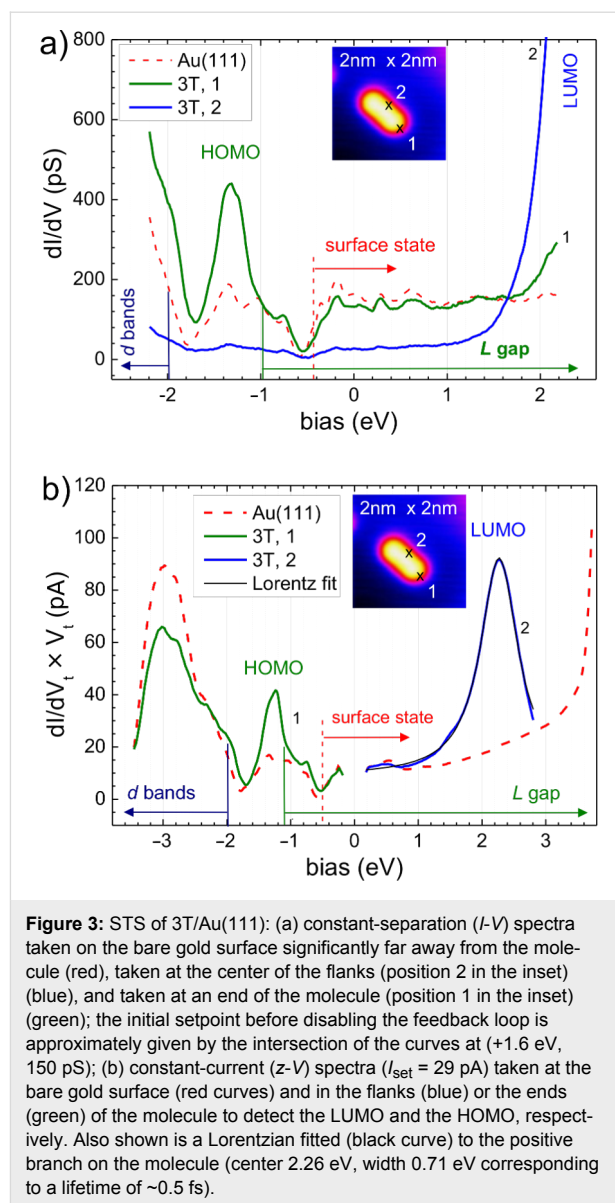 a)
800
600
400
200
0
dI/dV (pS)
Au(111)
3T, 1
3T, 2
2nm x 2nm
2
1
2
LUMO
HOMO
surface state
1
d bands
L gap
-2 -1 0 1 2
bias (eV)
b)
120
100
80
60
40
20
0
dI/dVt × Vt (pA)
Au(111)
3T, 1
3T, 2
Lorentz fit
2nm x 2nm
2
1
LUMO
2
HOMO
1
surface state
d bands
L gap
−3 −2 −1 0 1 2 3
bias (eV)
Figure 3: STS of 3T/Au(111): (a) constant-separation (I-V) spectra
taken on the bare gold surface significantly far away from the mole-
cule (red), taken at the center of the flanks (position 2 in the inset)
(blue), and taken at an end of the molecule (position 1 in the inset)
(green); the initial setpoint before disabling the feedback loop is
approximately given by the intersection of the curves at (+1.6 eV,
150 pS); (b) constant-current (z-V) spectra (Iset = 29 pA) taken at the
bare gold surface (red curves) and in the flanks (blue) or the ends
(green) of the molecule to detect the LUMO and the HOMO, respect-
ively. Also shown is a Lorentzian fitted (black curve) to the positive
branch on the molecule (center 2.26 eV, width 0.71 eV corresponding
to a lifetime of ~0.5 fs).